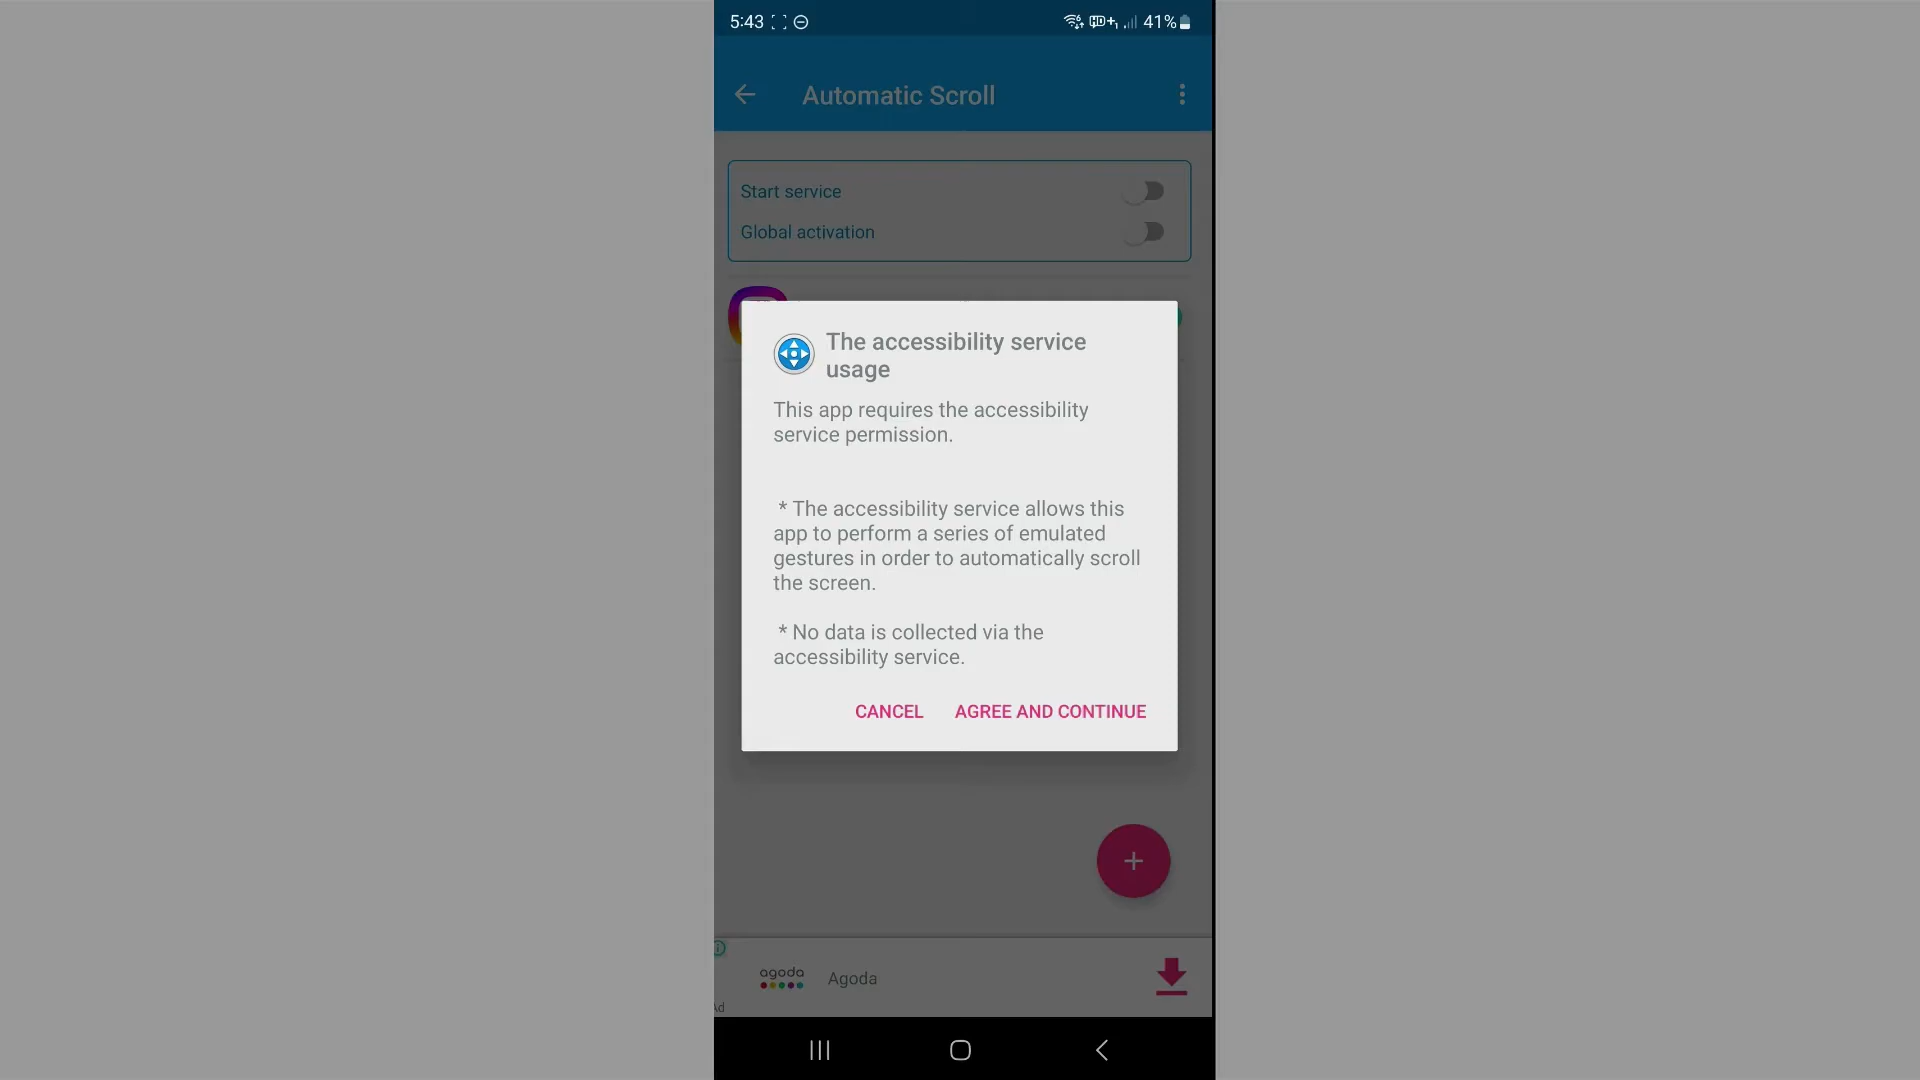 5:43
41%
Automatic Scroll
Start service
Global activation
The accessibility service
usage
This app requires the accessibility
service permission.
* The accessibility service allows this
app to perform a series of emulated
gestures in order to automatically scroll
the screen.
* No data is collected via the
accessibility service.
CANCEL AGREE AND CONTINUE
agoda Agoda
Ad